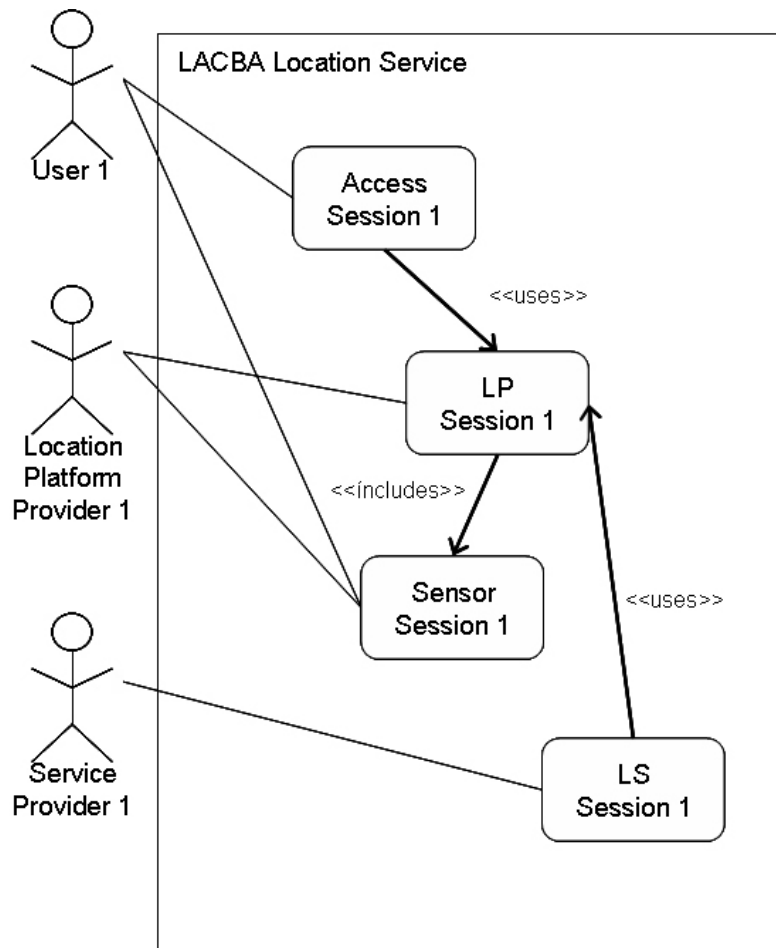 LACBA Location Service
User 1
Access
Session 1
<<uses>>
Location
Platform
Provider 1
LP
Session 1
<<includes>>
Sensor
Session 1
<<uses>>
Service
Provider 1
LS
Session 1